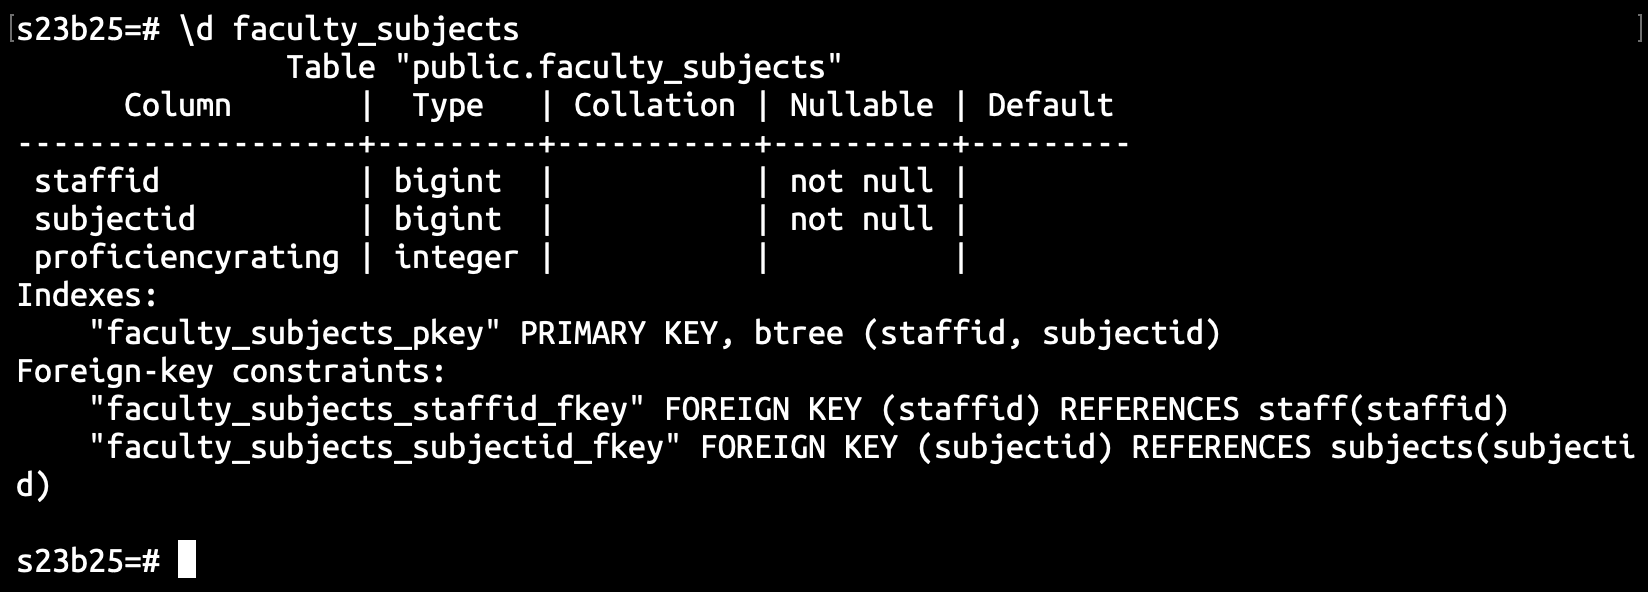 [s23b25=# \d faculty_subjects ]
Table "public.faculty_subjects"
Column | Type | Collation | Nullable | Default
-------------------+---------+-----------+----------+---------
staffid | bigint | | not null |
subjectid | bigint | | not null |
proficiencyrating | integer | | |
Indexes:
"faculty_subjects_pkey" PRIMARY KEY, btree (staffid, subjectid)
Foreign-key constraints:
"faculty_subjects_staffid_fkey" FOREIGN KEY (staffid) REFERENCES staff(staffid)
"faculty_subjects_subjectid_fkey" FOREIGN KEY (subjectid) REFERENCES subjects(subjecti
d)
s23b25=#